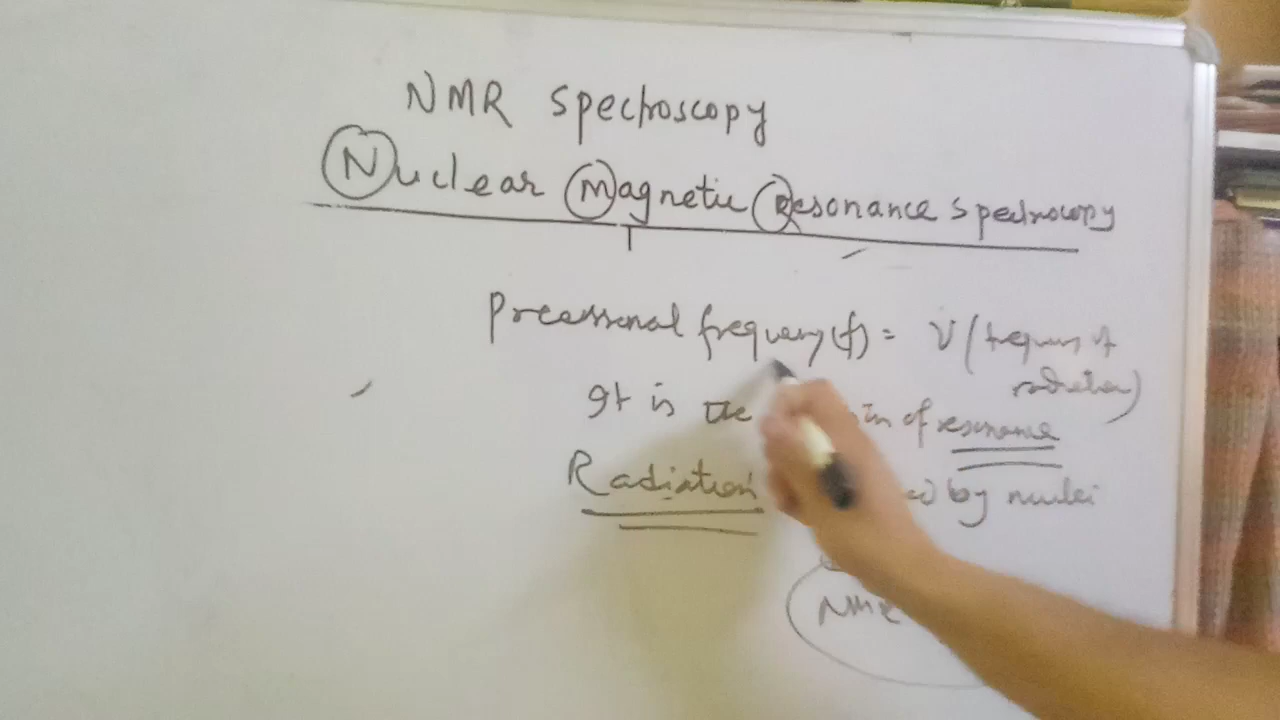 NMR Spectroscopy
Nuclear Magnetic Resonance Spectroscopy
Precessional frequency (f) = ν (frequency of
radiation)
It is the of resonance
Radiation by nuclei
NMR